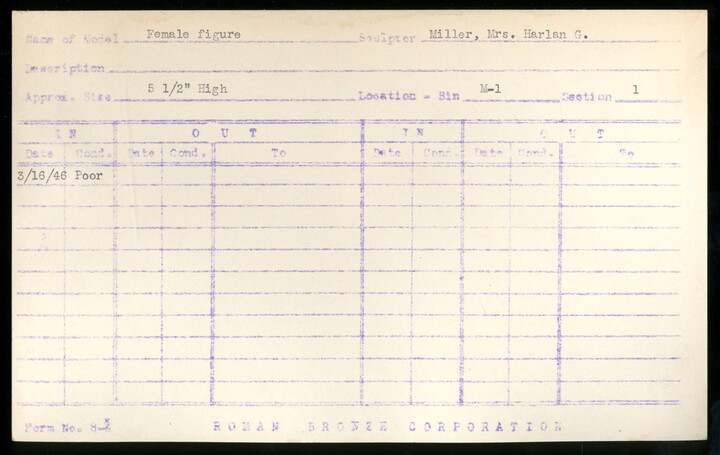 Name of Model Female figure Sculptor Miller, Mrs. Harlan G.
Description
Approx. Size 5 1/2" High Location - Bin M-1 Section 1
IN OUT IN OUT
Date Cond. Date Cond. To Date Cond. Date Cond. To
3/16/46 Poor
Form No. ROMAN BRONZE CORPORATION